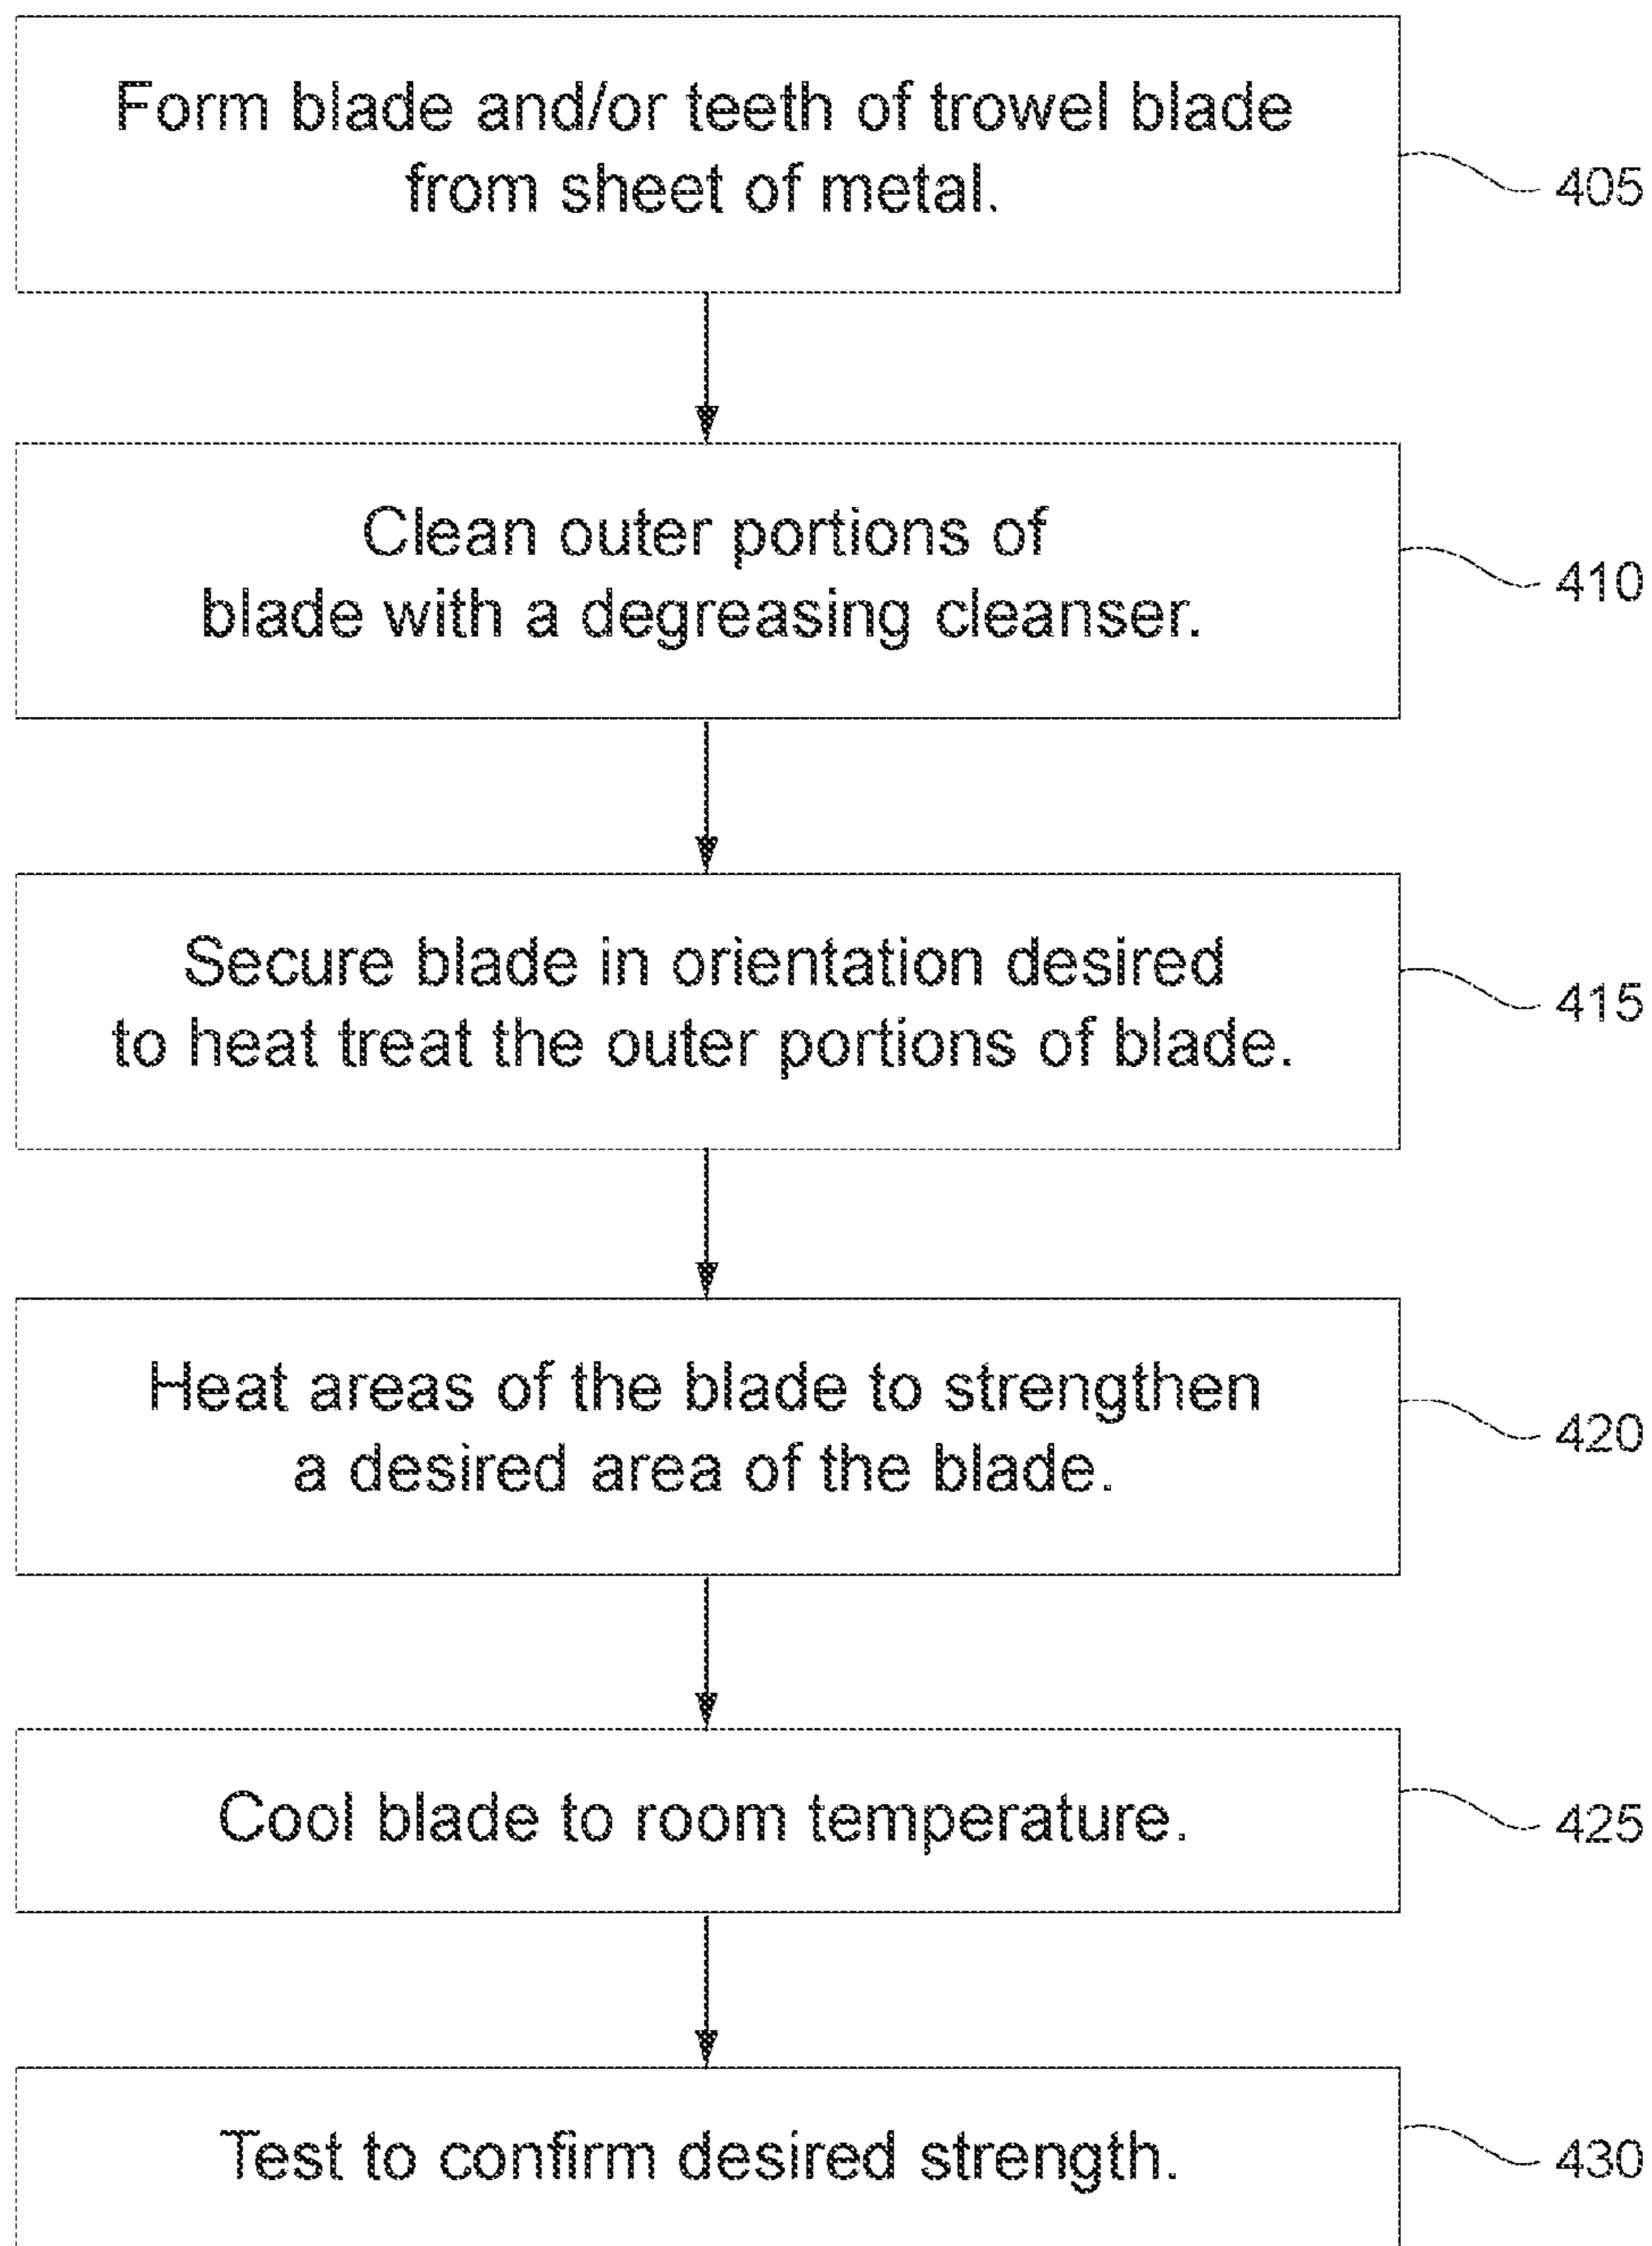 Form blade and/or teeth of trowel blade
from sheet of metal.
405
Clean outer portions of
blade with a degreasing cleanser.
410
Secure blade in orientation desired
to heat treat the outer portions of blade.
415
Heat areas of the blade to strengthen
a desired area of the blade.
420
Cool blade to room temperature.
425
Test to confirm desired strength.
430